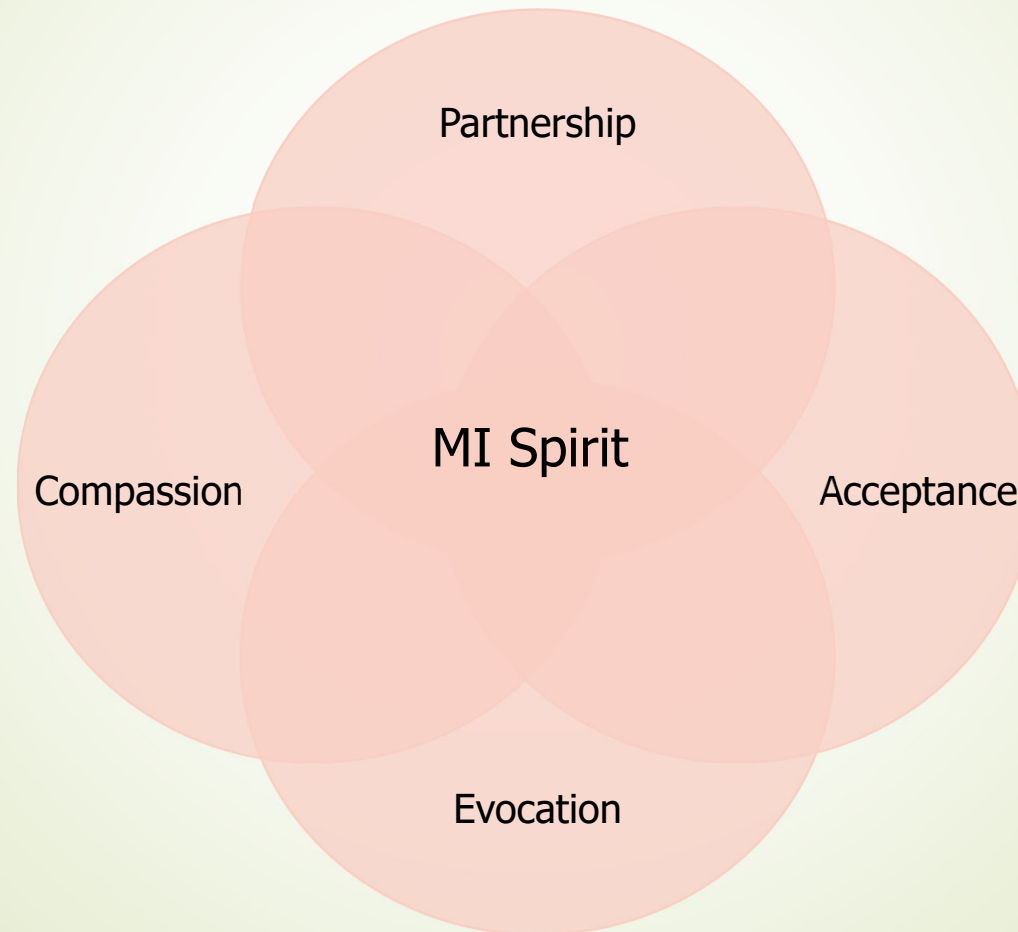 Partnership
MI Spirit
Compassion
Acceptance
Evocation